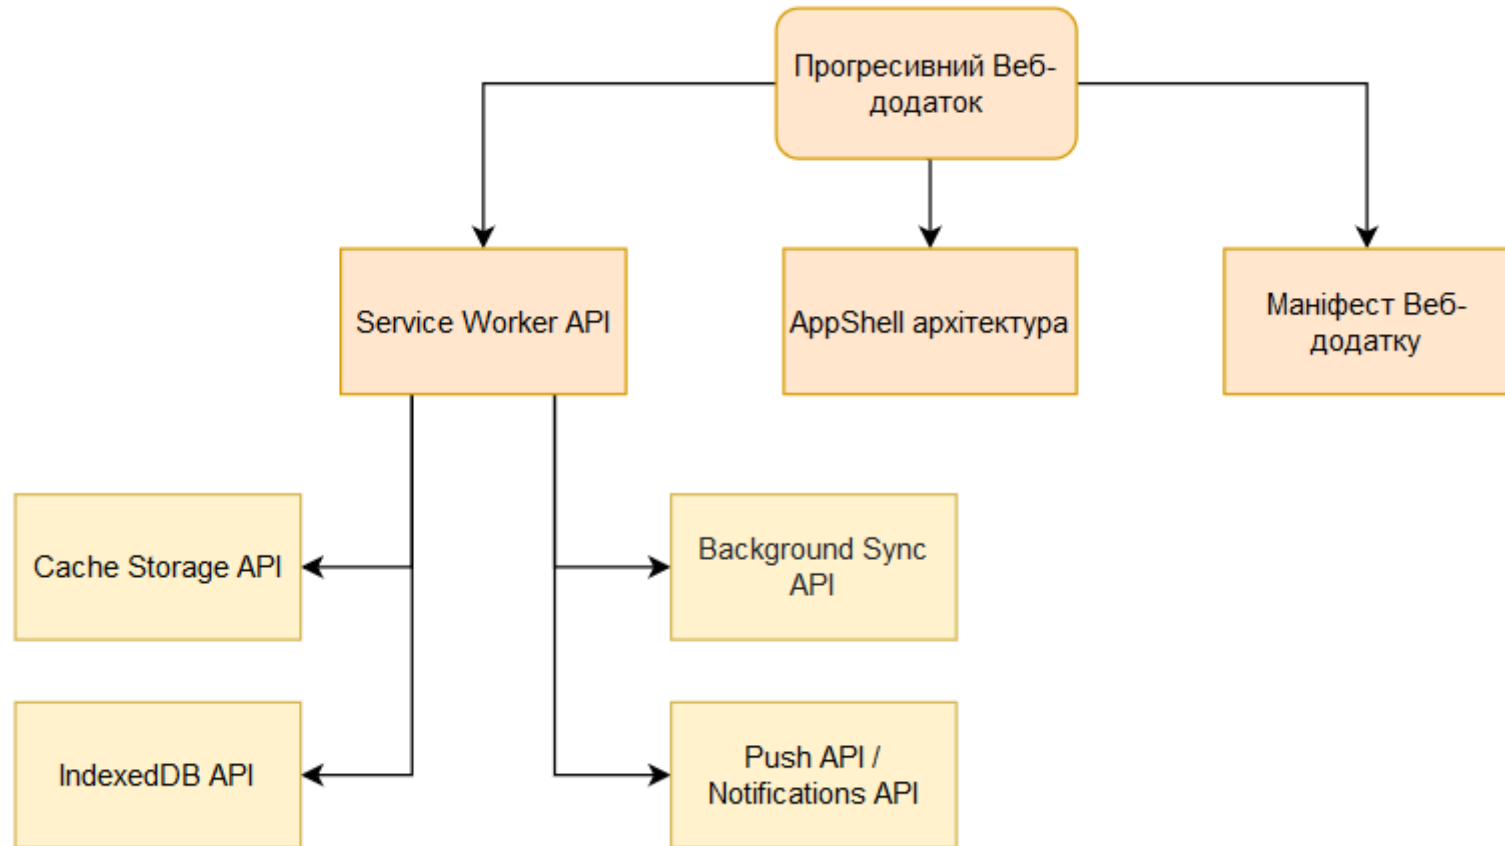 Прогресивний Веб-
додаток
Service Worker API
AppShell архітектура
Маніфест Веб-
додатку
Cache Storage API
Background Sync
API
IndexedDB API
Push API /
Notifications API